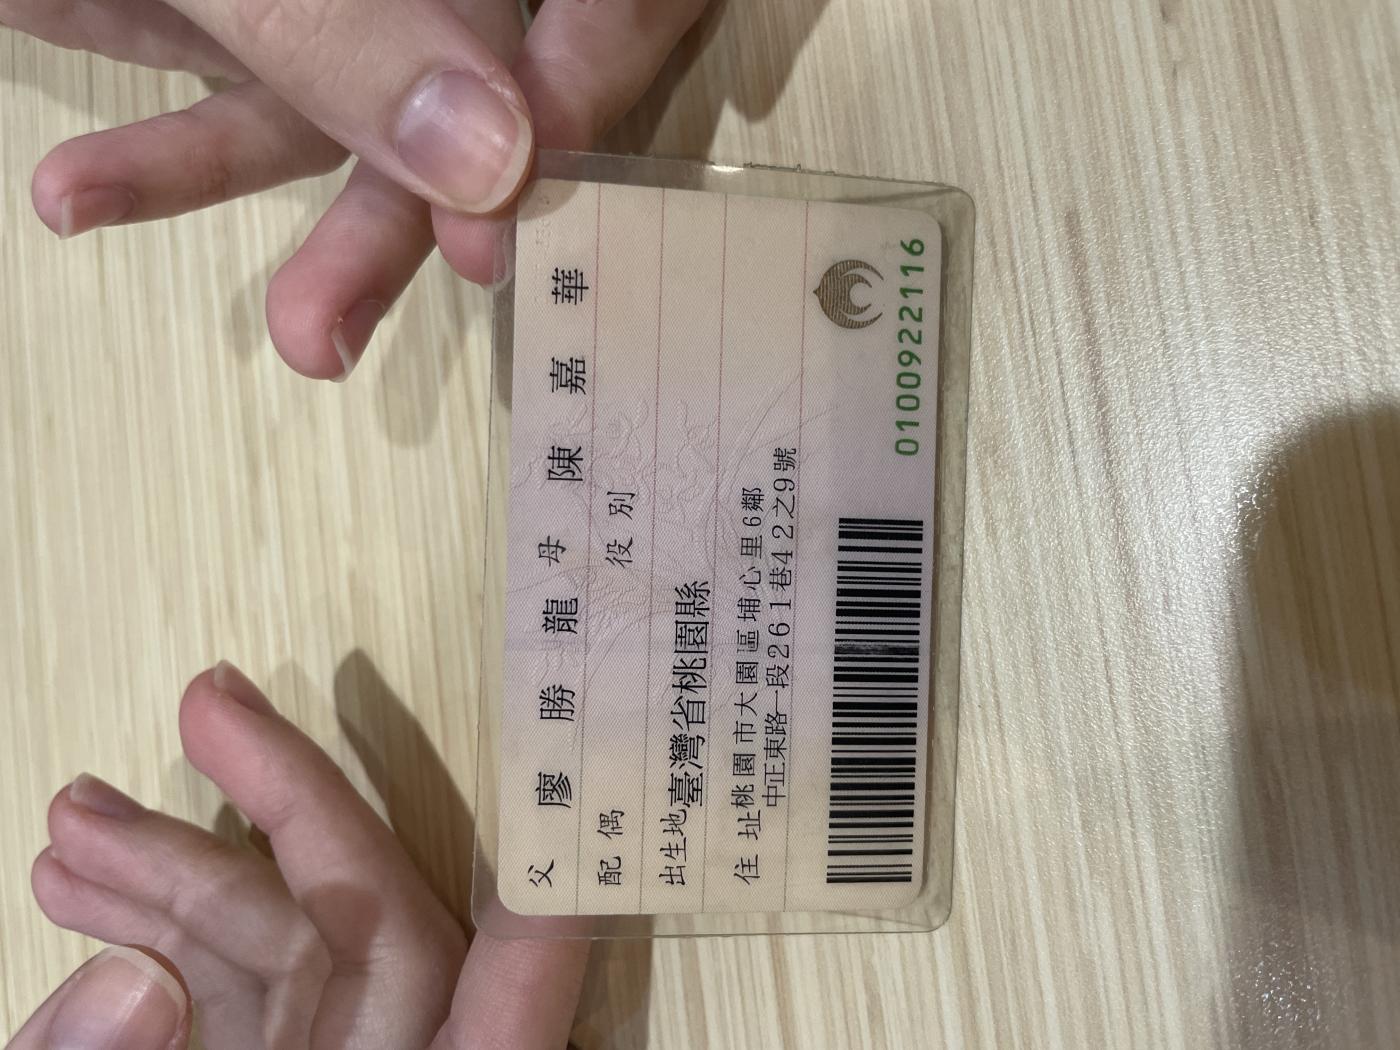 父 廖勝龍 母 陳嘉華
配偶 役別
出生地 臺灣省桃園縣
住址 桃園市大園區埔心里6鄰
中正東路一段261巷42之9號
0100922116